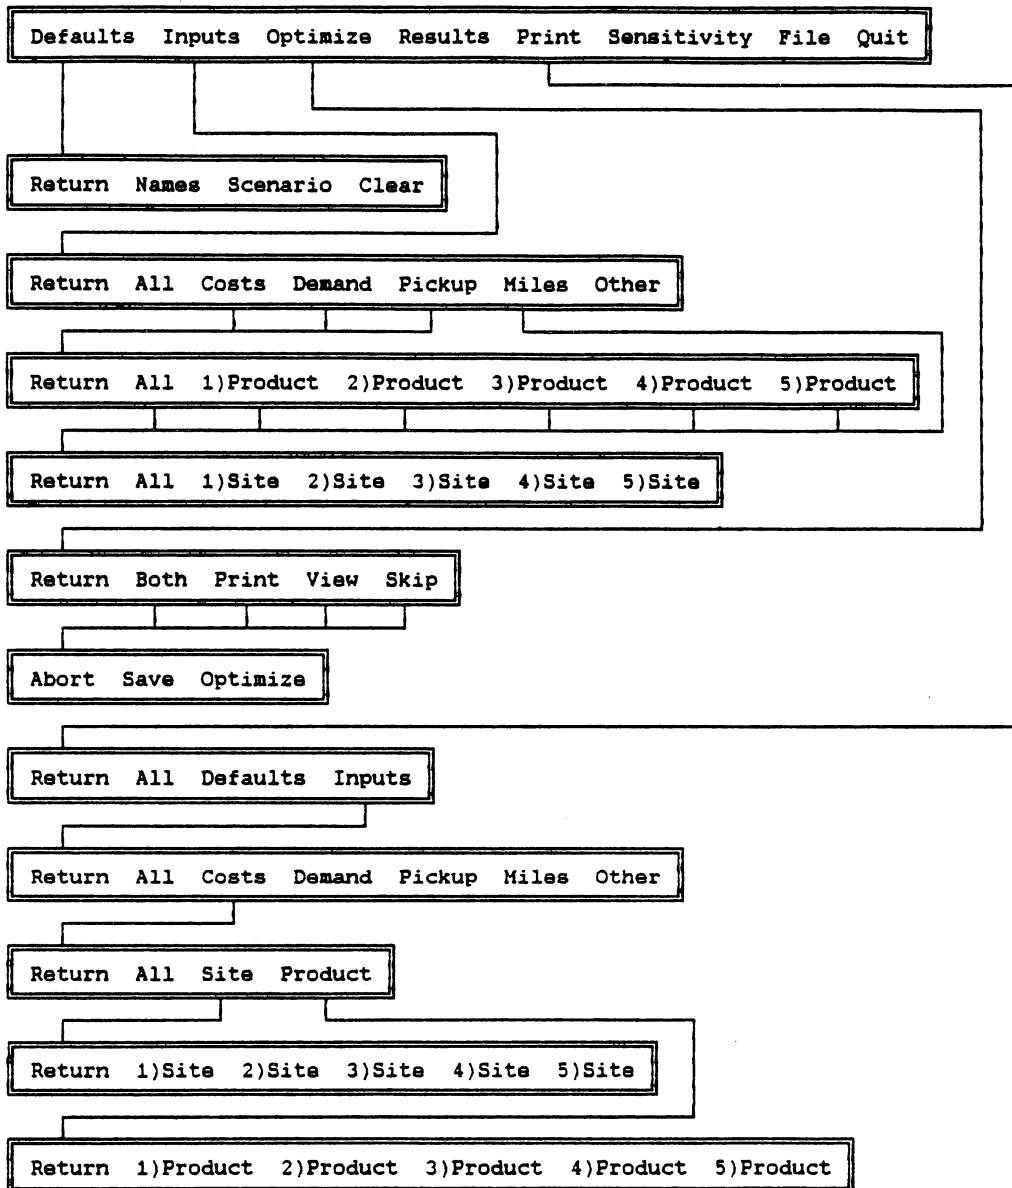 Defaults Inputs Optimize Results Print Sensitivity File Quit
Return Names Scenario Clear
Return All Costs Demand Pickup Miles Other
Return All 1)Product 2)Product 3)Product 4)Product 5)Product
Return All 1)Site 2)Site 3)Site 4)Site 5)Site
Return Both Print View Skip
Abort Save Optimize
Return All Defaults Inputs
Return All Costs Demand Pickup Miles Other
Return All Site Product
Return 1)Site 2)Site 3)Site 4)Site 5)Site
Return 1)Product 2)Product 3)Product 4)Product 5)Product